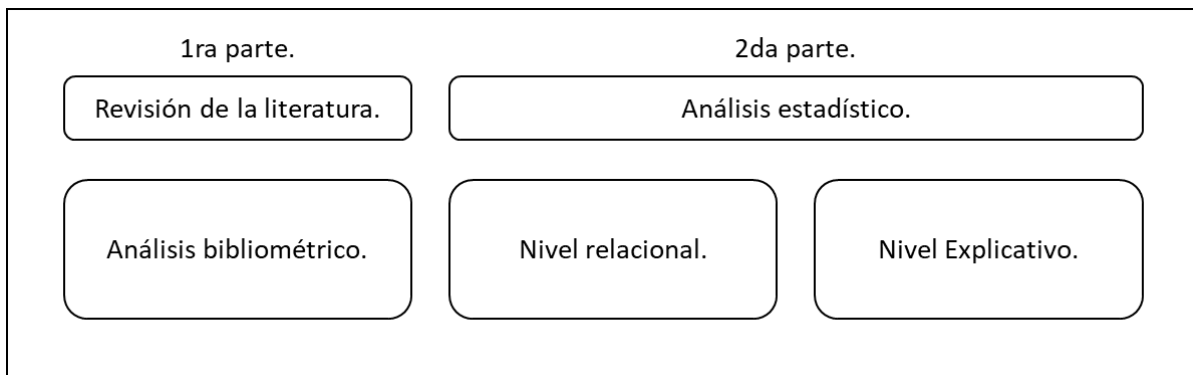 1ra parte.
2da parte.
Revisión de la literatura.
Análisis estadístico.
Análisis bibliométrico.
Nivel relacional.
Nivel Explicativo.